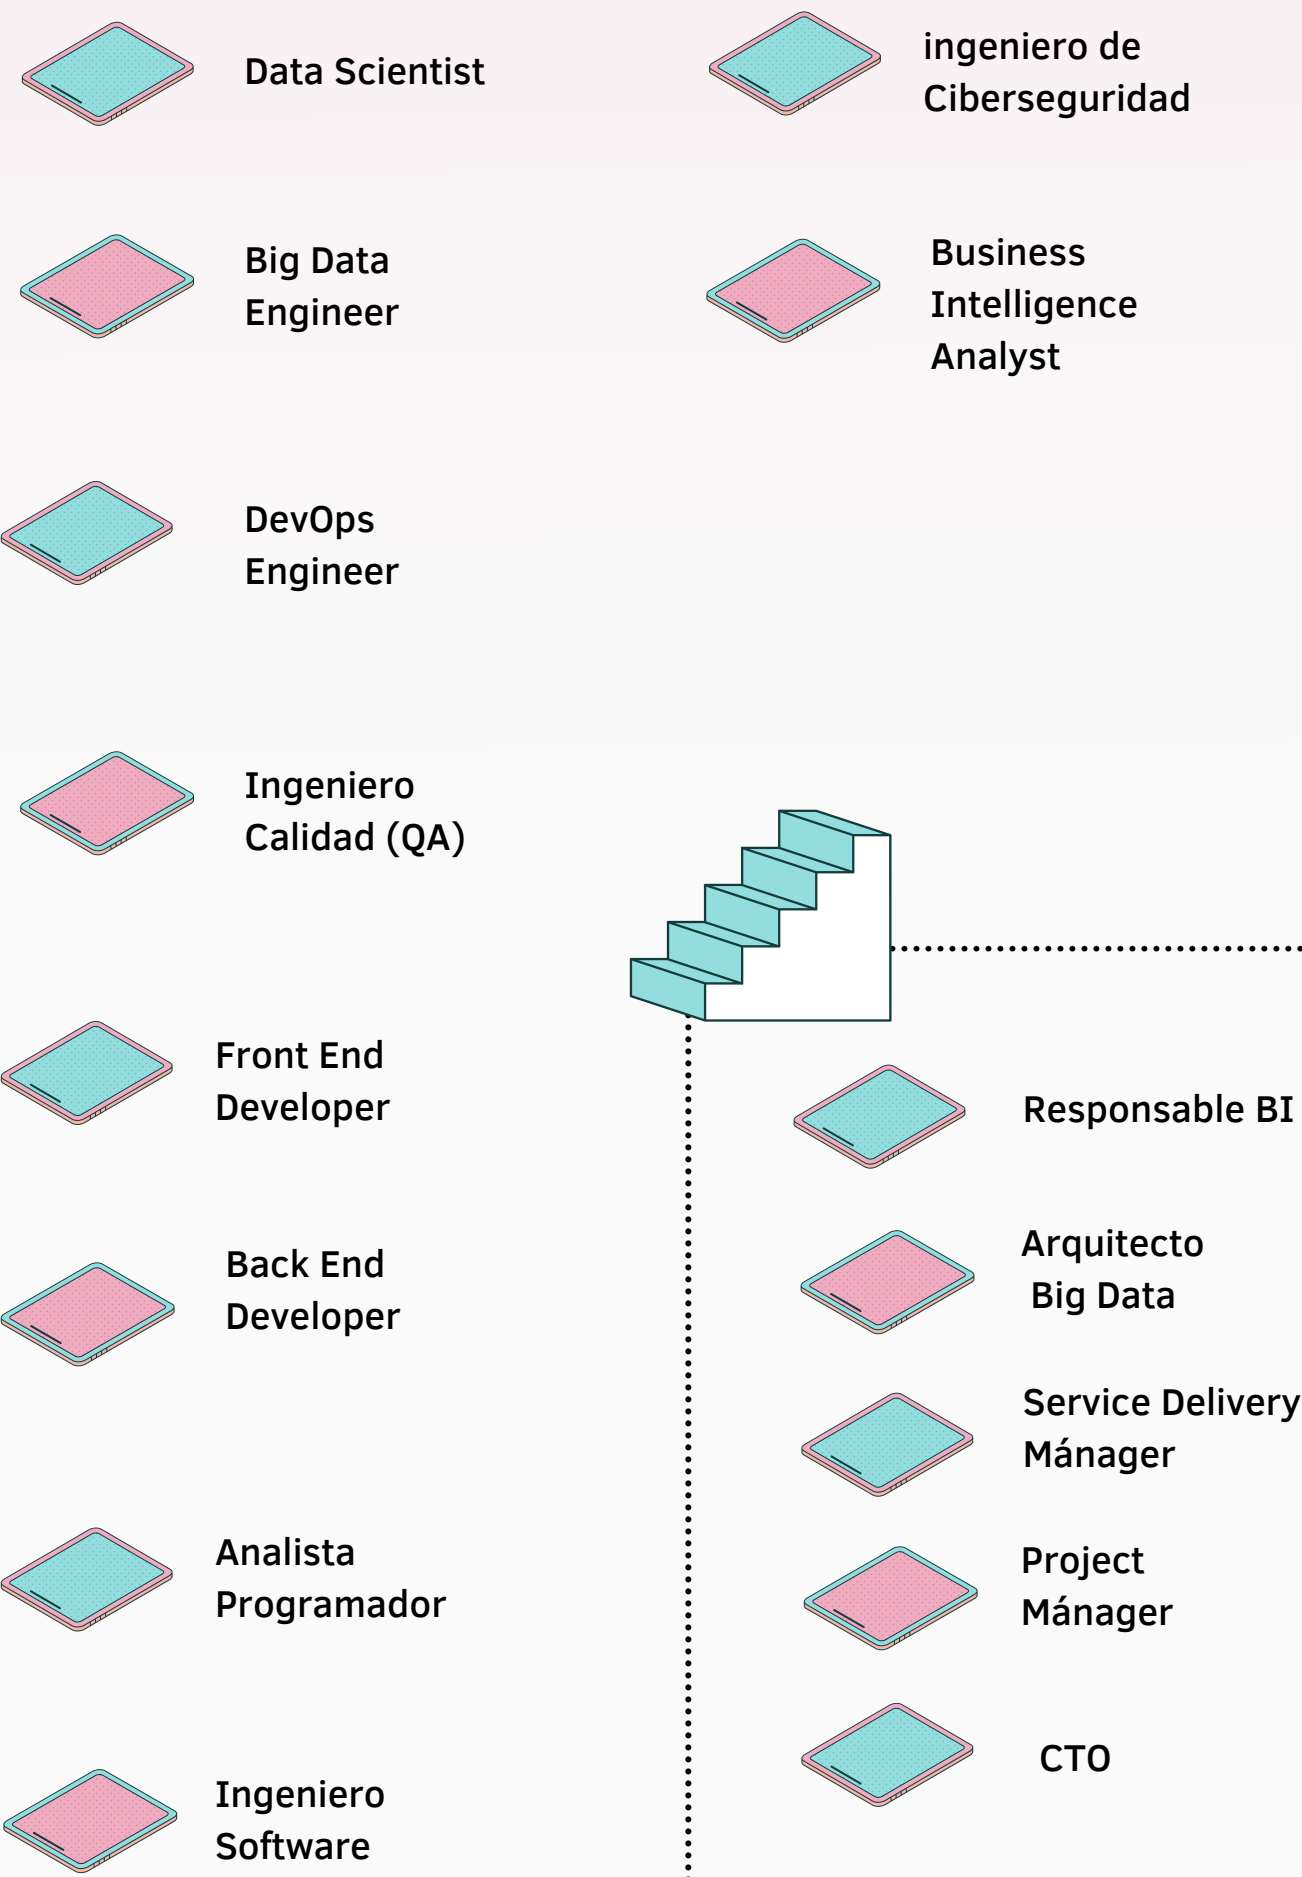 Data Scientist
Big Data
Engineer
DevOps
Engineer
Ingeniero
Calidad (QA)
Front End
Developer
Back End
Developer
Analista
Programador
Ingeniero
Software
ingeniero de
Ciberseguridad
Business
Intelligence
Analyst
Responsable BI
Arquitecto
Big Data
Service Delivery
Mánager
Project
Mánager
CTO